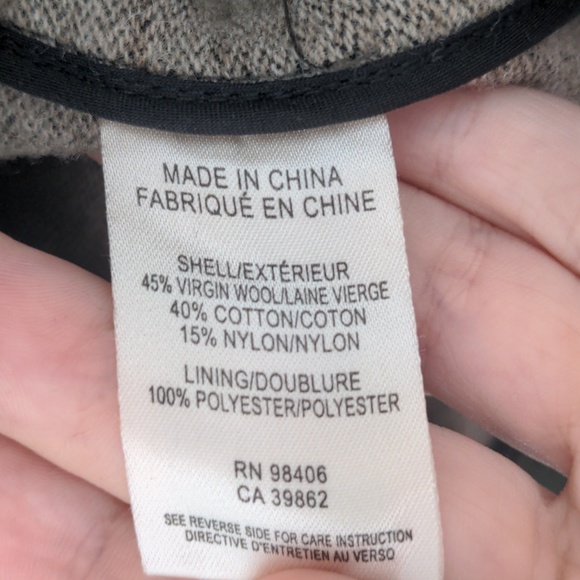 MADE IN CHINA
FABRIQUÉ EN CHINE
SHELL/EXTÉRIEUR
45% VIRGIN WOOL/LAINE VIERGE
40% COTTON/COTON
15% NYLON/NYLON
LINING/DOUBLURE
100% POLYESTER/POLYESTER
RN 98406
CA 39862
SEE REVERSE SIDE FOR CARE INSTRUCTION
DIRECTIVE D'ENTRETIEN AU VERSO